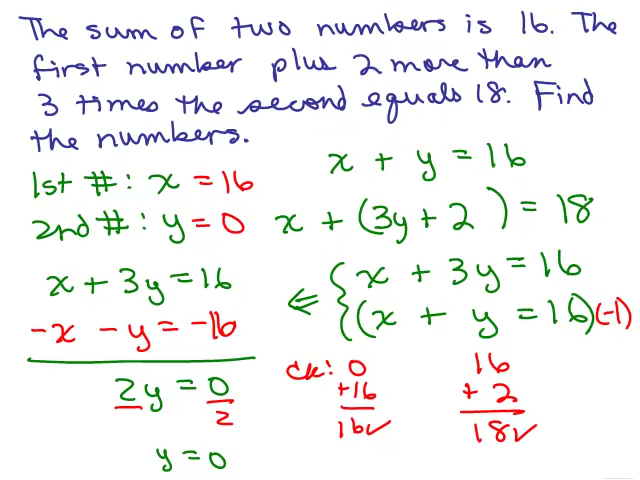 The sum of two numbers is 16. The
first number plus 2 more than
3 times the second equals 18. Find
the numbers.
x + y = 16
1st #: x = 16
2nd #: y = 0
x + (3y + 2 ) = 18
x + 3y = 16
-x - y = -16
2y = 0
2
y = 0
⇐ { x + 3y = 16
(x + y = 16)(-1)
ck: 0
+16
16✓
16
+ 2
18✓